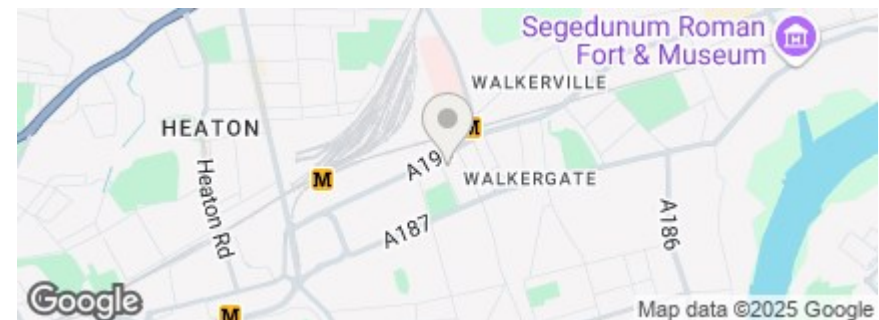 Segedunum Roman
Fort & Museum
WALKERVILLE
HEATON
M
A19
M
WALKERGATE
Heaton Rd
A187
A186
M
Google
Map data ©2025 Google